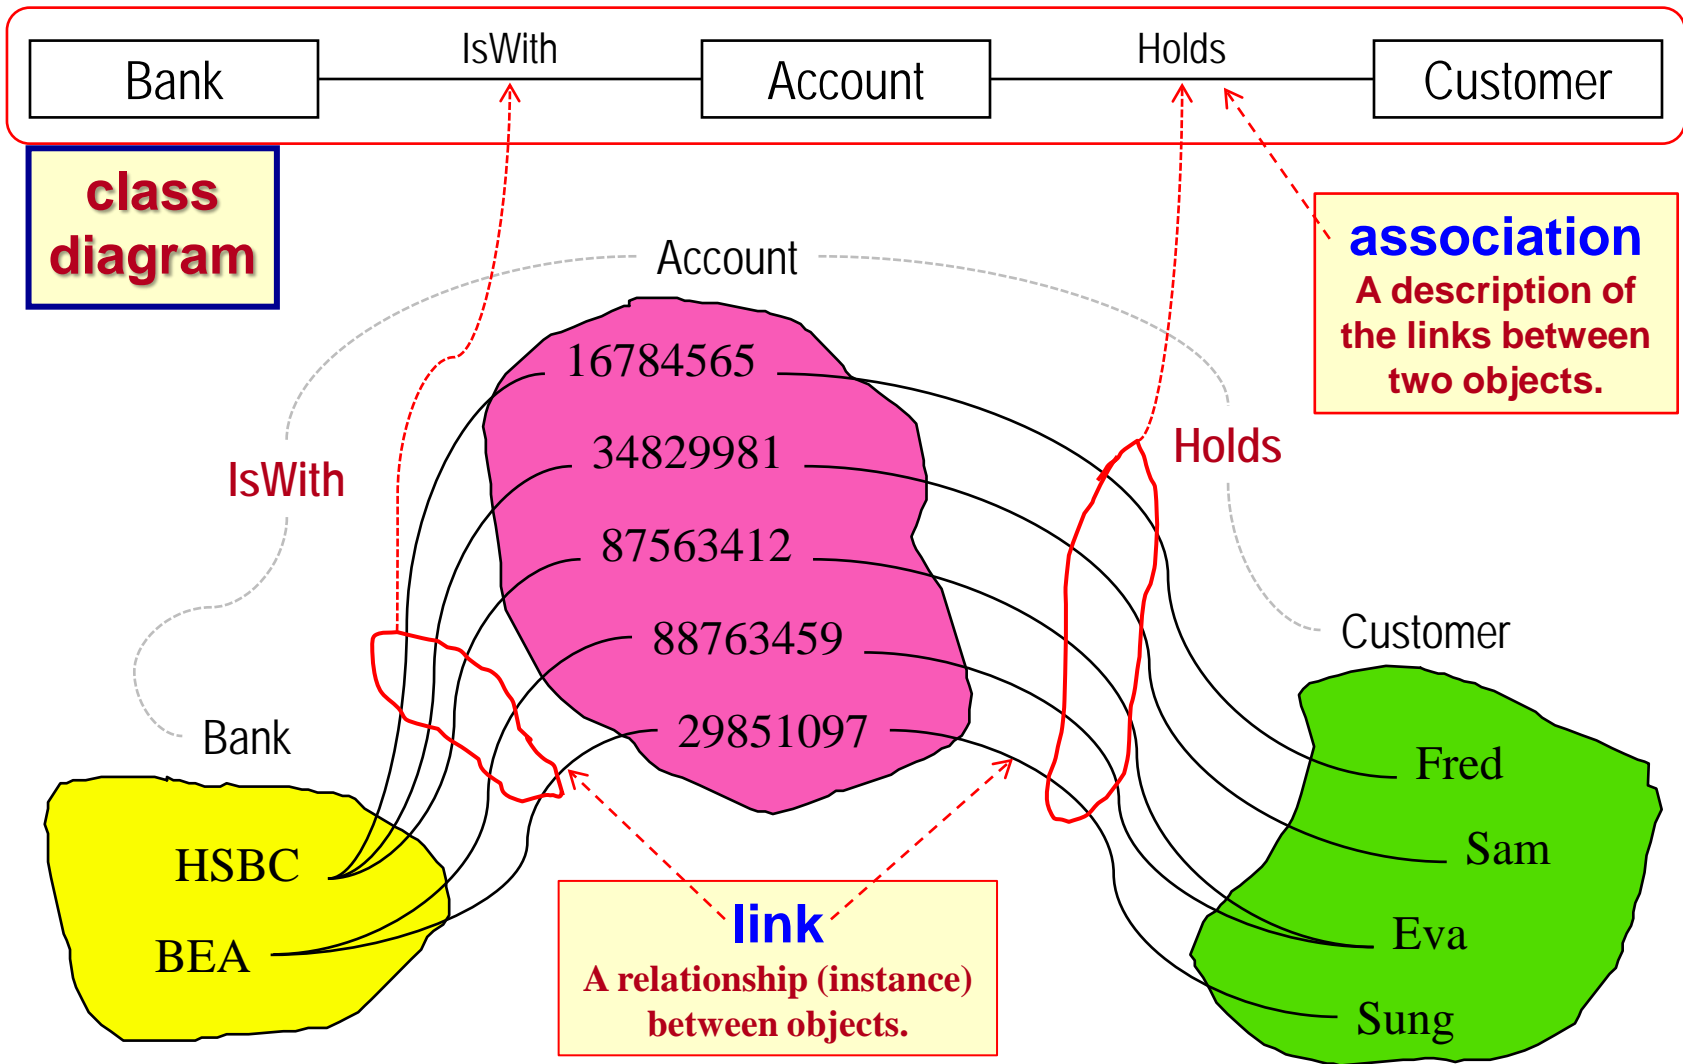 IsWith
Holds
Bank
Account
Customer
class
diagram
association
A description of
the links between
two objects.
Account
16784565
34829981
87563412
88763459
29851097
IsWith
Holds
Bank
HSBC
BEA
Customer
Fred
Sam
Eva
Sung
link
A relationship (instance)
between objects.